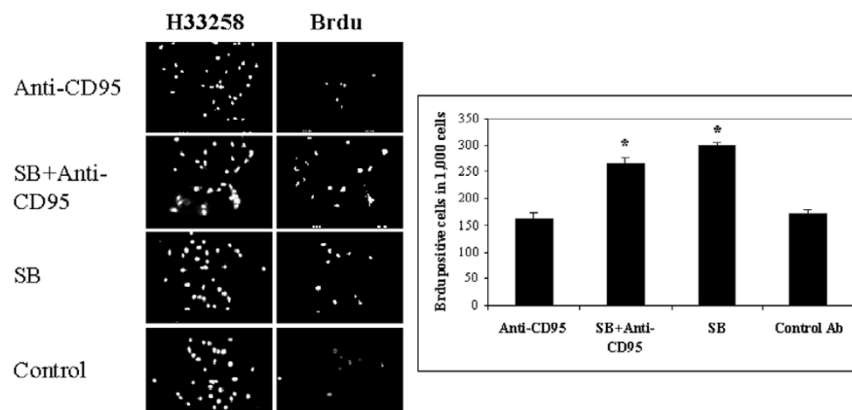 H33258 Brdu
Anti-CD95
SB+Anti-
CD95
SB
Control
Brdu positive cells in 1,000 cells
350
300
250
200
150
100
50
0
*
*
Anti-CD95 SB+Anti- SB Control Ab
CD95